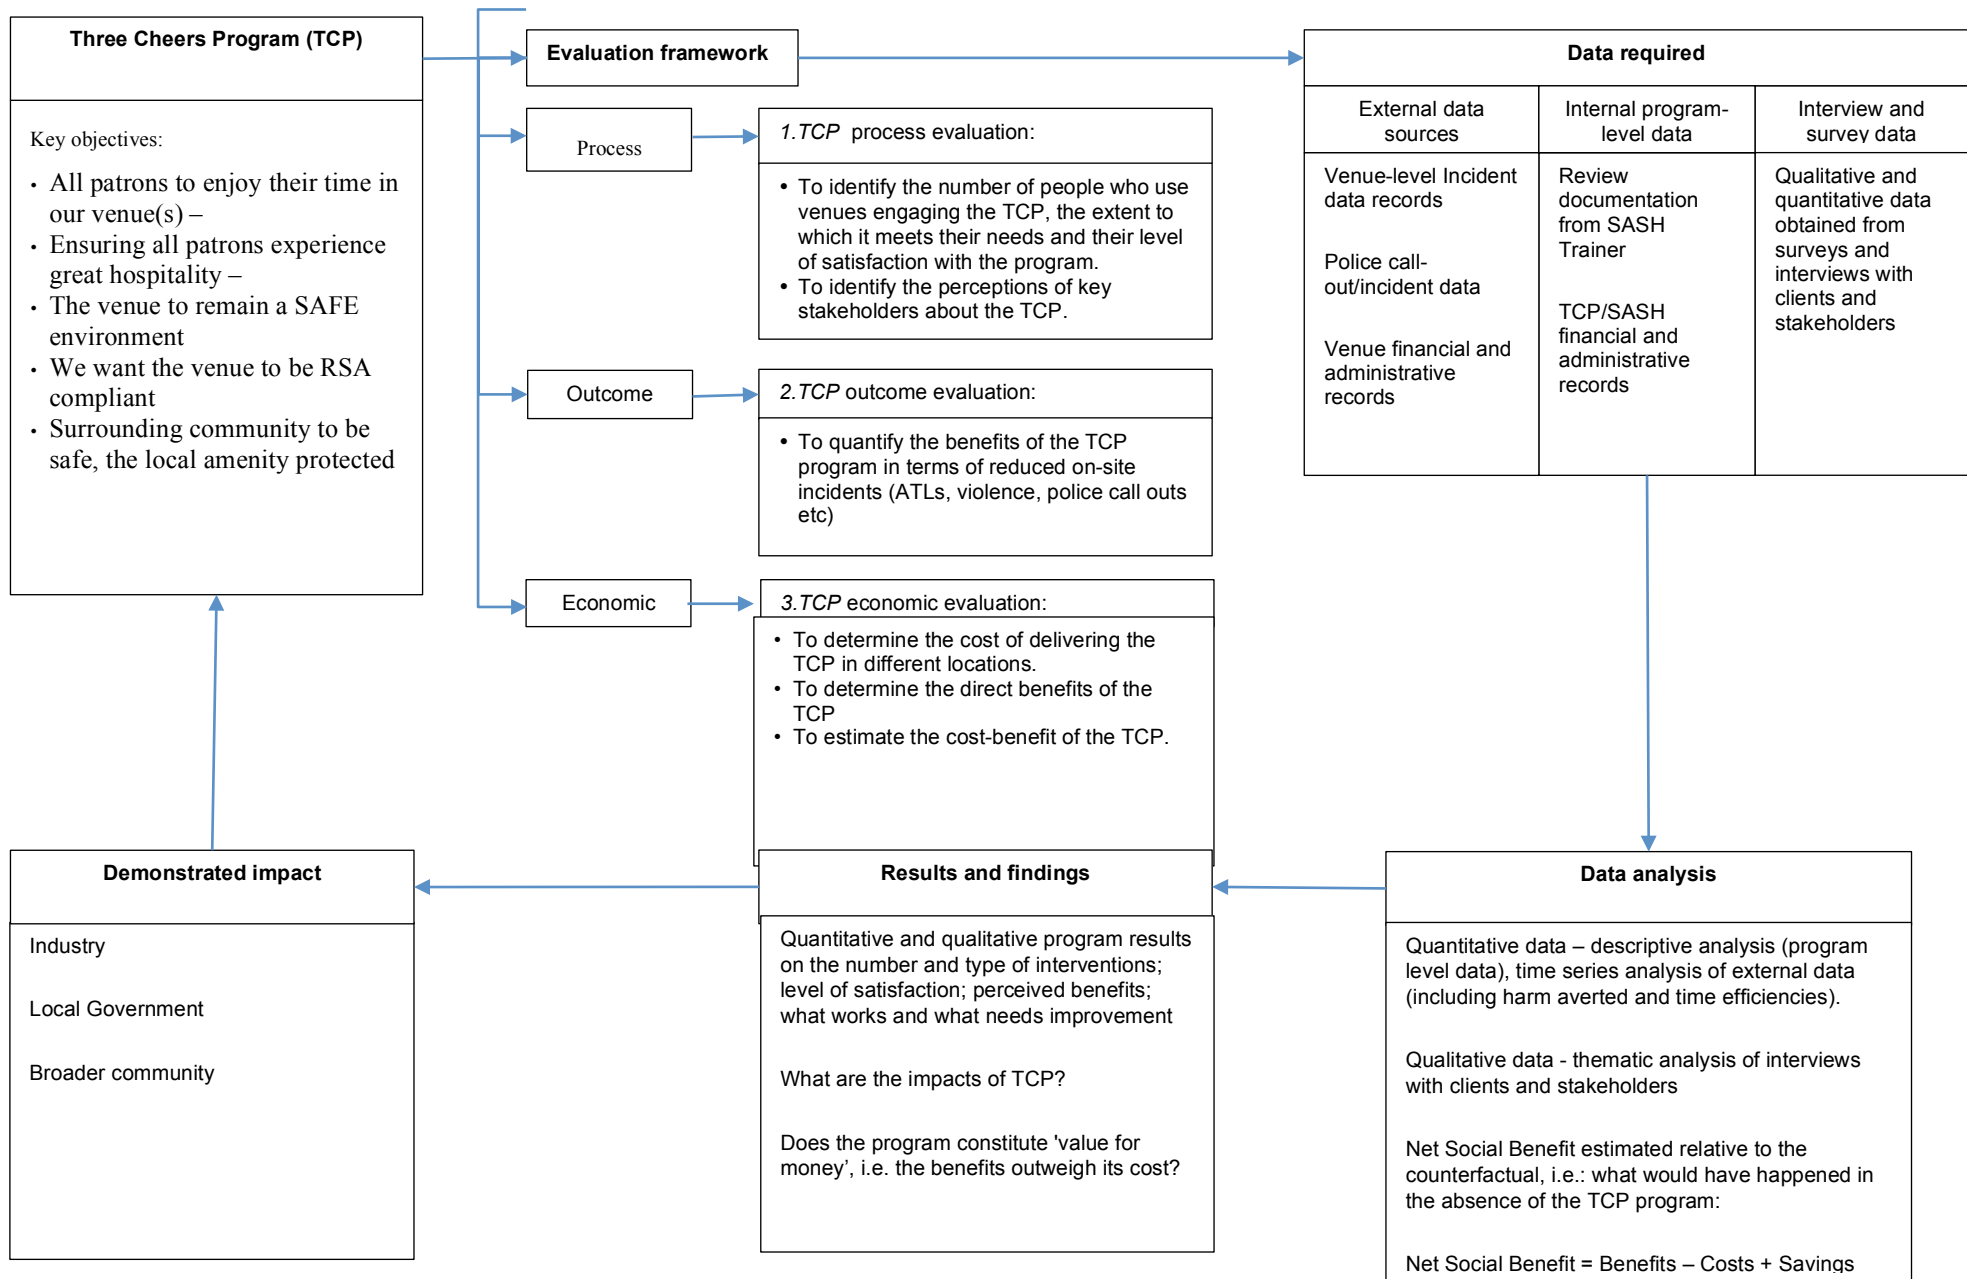 Three Cheers Program (TCP)
Key objectives:
• All patrons to enjoy their time in
our venue(s) –
• Ensuring all patrons experience
great hospitality –
• The venue to remain a SAFE
environment
• We want the venue to be RSA
compliant
• Surrounding community to be
safe, the local amenity protected
Evaluation framework
Process
1.TCP process evaluation:
• To identify the number of people who use
venues engaging the TCP, the extent to
which it meets their needs and their level
of satisfaction with the program.
• To identify the perceptions of key
stakeholders about the TCP.
Outcome
2.TCP outcome evaluation:
• To quantify the benefits of the TCP
program in terms of reduced on-site
incidents (ATLs, violence, police call outs
etc)
Economic
3.TCP economic evaluation:
• To determine the cost of delivering the
TCP in different locations.
• To determine the direct benefits of the
TCP
• To estimate the cost-benefit of the TCP.
Data required
External data
sources
Venue-level Incident
data records
Police call-
out/incident data
Venue financial and
administrative
records
Internal program-
level data
Review
documentation
from SASH
Trainer
TCP/SASH
financial and
administrative
records
Interview and
survey data
Qualitative and
quantitative data
obtained from
surveys and
interviews with
clients and
stakeholders
Data analysis
Quantitative data – descriptive analysis (program
level data), time series analysis of external data
(including harm averted and time efficiencies).
Qualitative data - thematic analysis of interviews
with clients and stakeholders
Net Social Benefit estimated relative to the
counterfactual, i.e.: what would have happened in
the absence of the TCP program:
Net Social Benefit = Benefits – Costs + Savings
Results and findings
Quantitative and qualitative program results
on the number and type of interventions;
level of satisfaction; perceived benefits;
what works and what needs improvement
What are the impacts of TCP?
Does the program constitute 'value for
money’, i.e. the benefits outweigh its cost?
Demonstrated impact
Industry
Local Government
Broader community